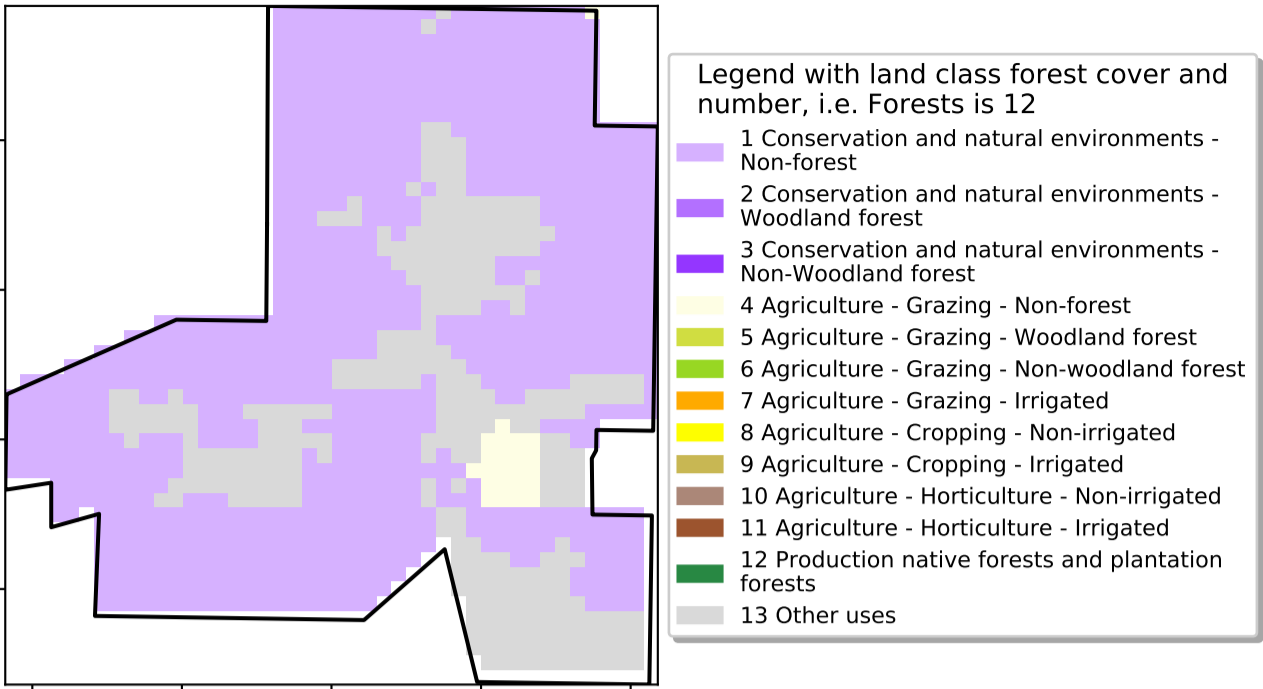 Legend with land class forest cover and
number, i.e. Forests is 12
1 Conservation and natural environments -
Non-forest
2 Conservation and natural environments -
Woodland forest
3 Conservation and natural environments -
Non-Woodland forest
4 Agriculture - Grazing - Non-forest
5 Agriculture - Grazing - Woodland forest
6 Agriculture - Grazing - Non-woodland forest
7 Agriculture - Grazing - Irrigated
8 Agriculture - Cropping - Non-irrigated
9 Agriculture - Cropping - Irrigated
10 Agriculture - Horticulture - Non-irrigated
11 Agriculture - Horticulture - Irrigated
12 Production native forests and plantation
forests
13 Other uses